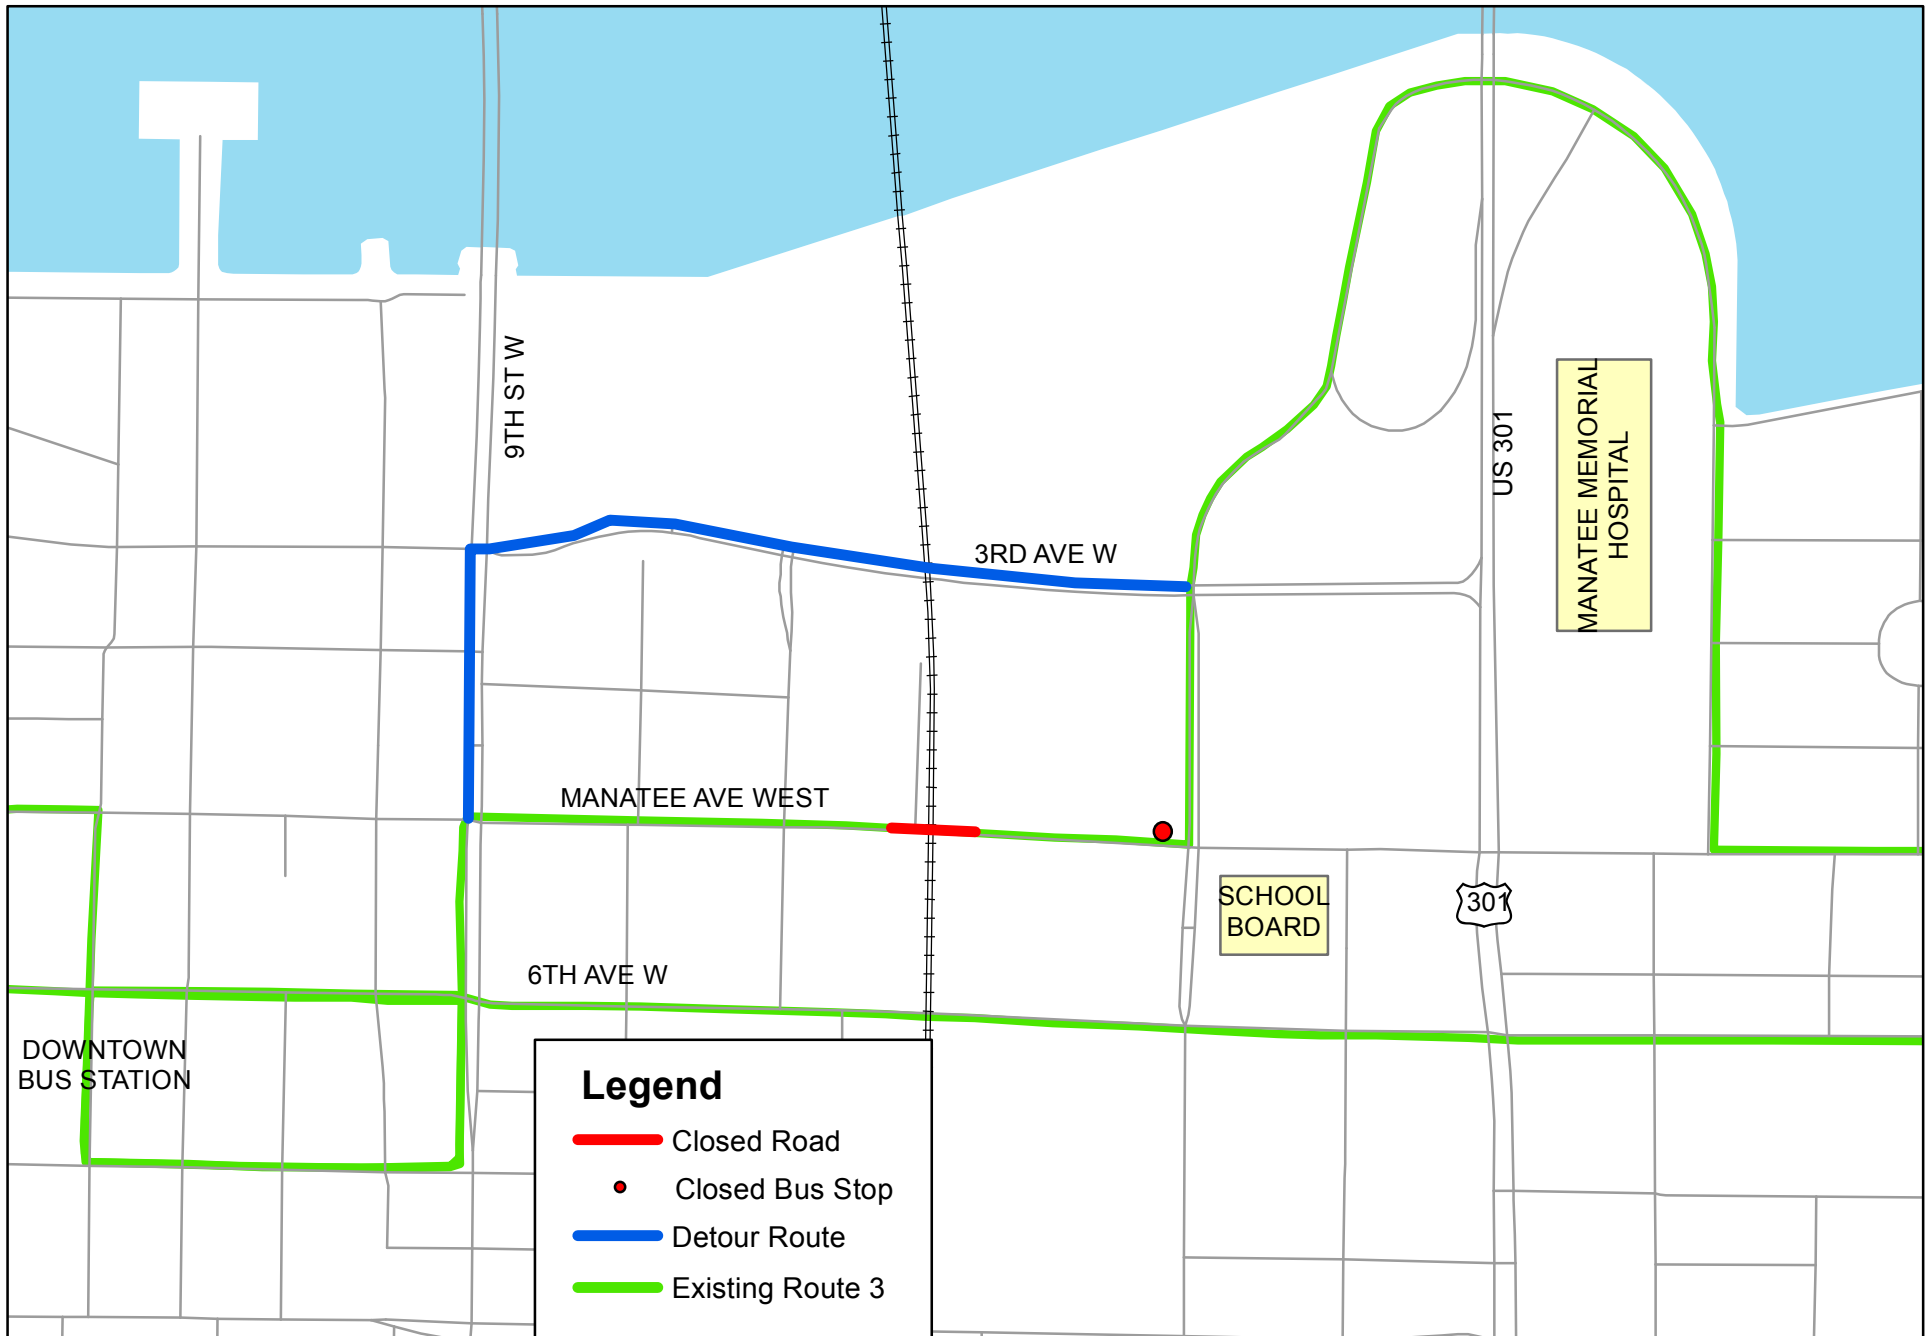 9TH ST W
US 301
MANATEE MEMORIAL
HOSPITAL
3RD AVE W
MANATEE AVE WEST
SCHOOL
BOARD
301
6TH AVE W
DOWNTOWN
BUS STATION
Legend
Closed Road
Closed Bus Stop
Detour Route
Existing Route 3